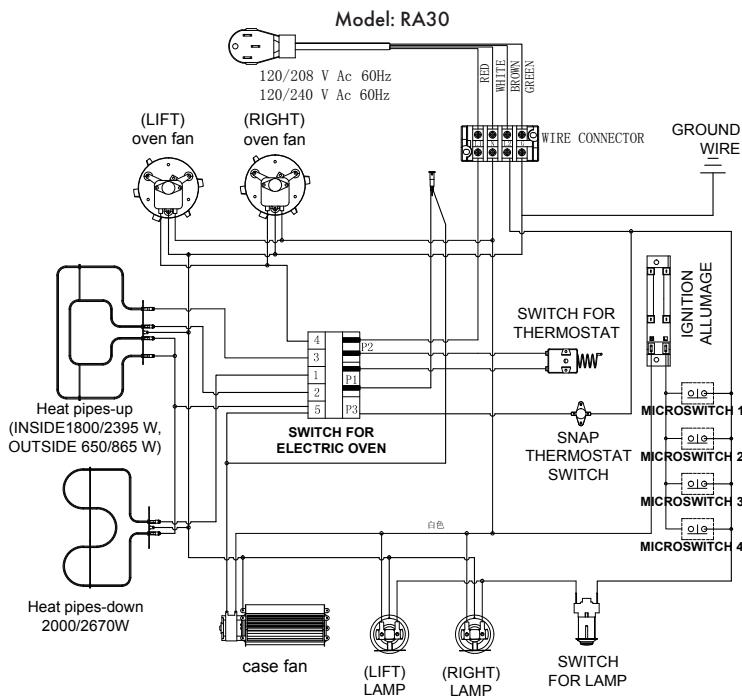 Model: RA30
120/208 V Ac 60Hz
120/240 V Ac 60Hz
RED
WHITE
BROWN
GREEN
WIRE CONNECTOR
GROUND
WIRE
(LIFT)
oven fan
(RIGHT)
oven fan
IGNITION
ALLUMAGE
SWITCH FOR
THERMOSTAT
4
3
1
2
5
P2
P1
P3
SWITCH FOR
ELECTRIC OVEN
SNAP
THERMOSTAT
SWITCH
MICROSWITCH 1
MICROSWITCH 2
MICROSWITCH 3
MICROSWITCH 4
Heat pipes-up
(INSIDE1800/2395 W,
OUTSIDE 650/865 W)
Heat pipes-down
2000/2670W
白色
case fan
(LIFT)
LAMP
(RIGHT)
LAMP
SWITCH
FOR LAMP